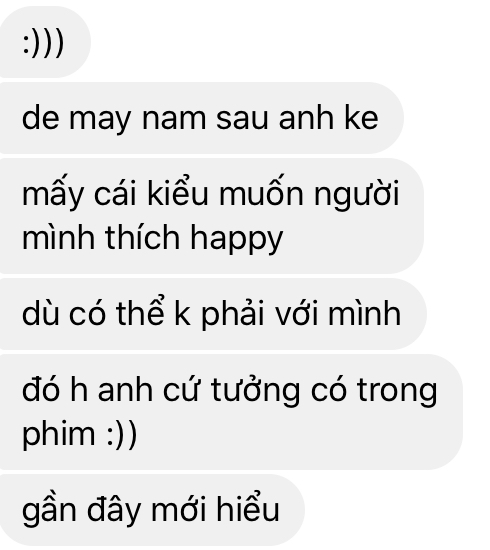 :)))
de may nam sau anh ke
mấy cái kiểu muốn người
mình thích happy
dù có thể k phải với mình
đó h anh cứ tưởng có trong
phim :))
gần đây mới hiểu